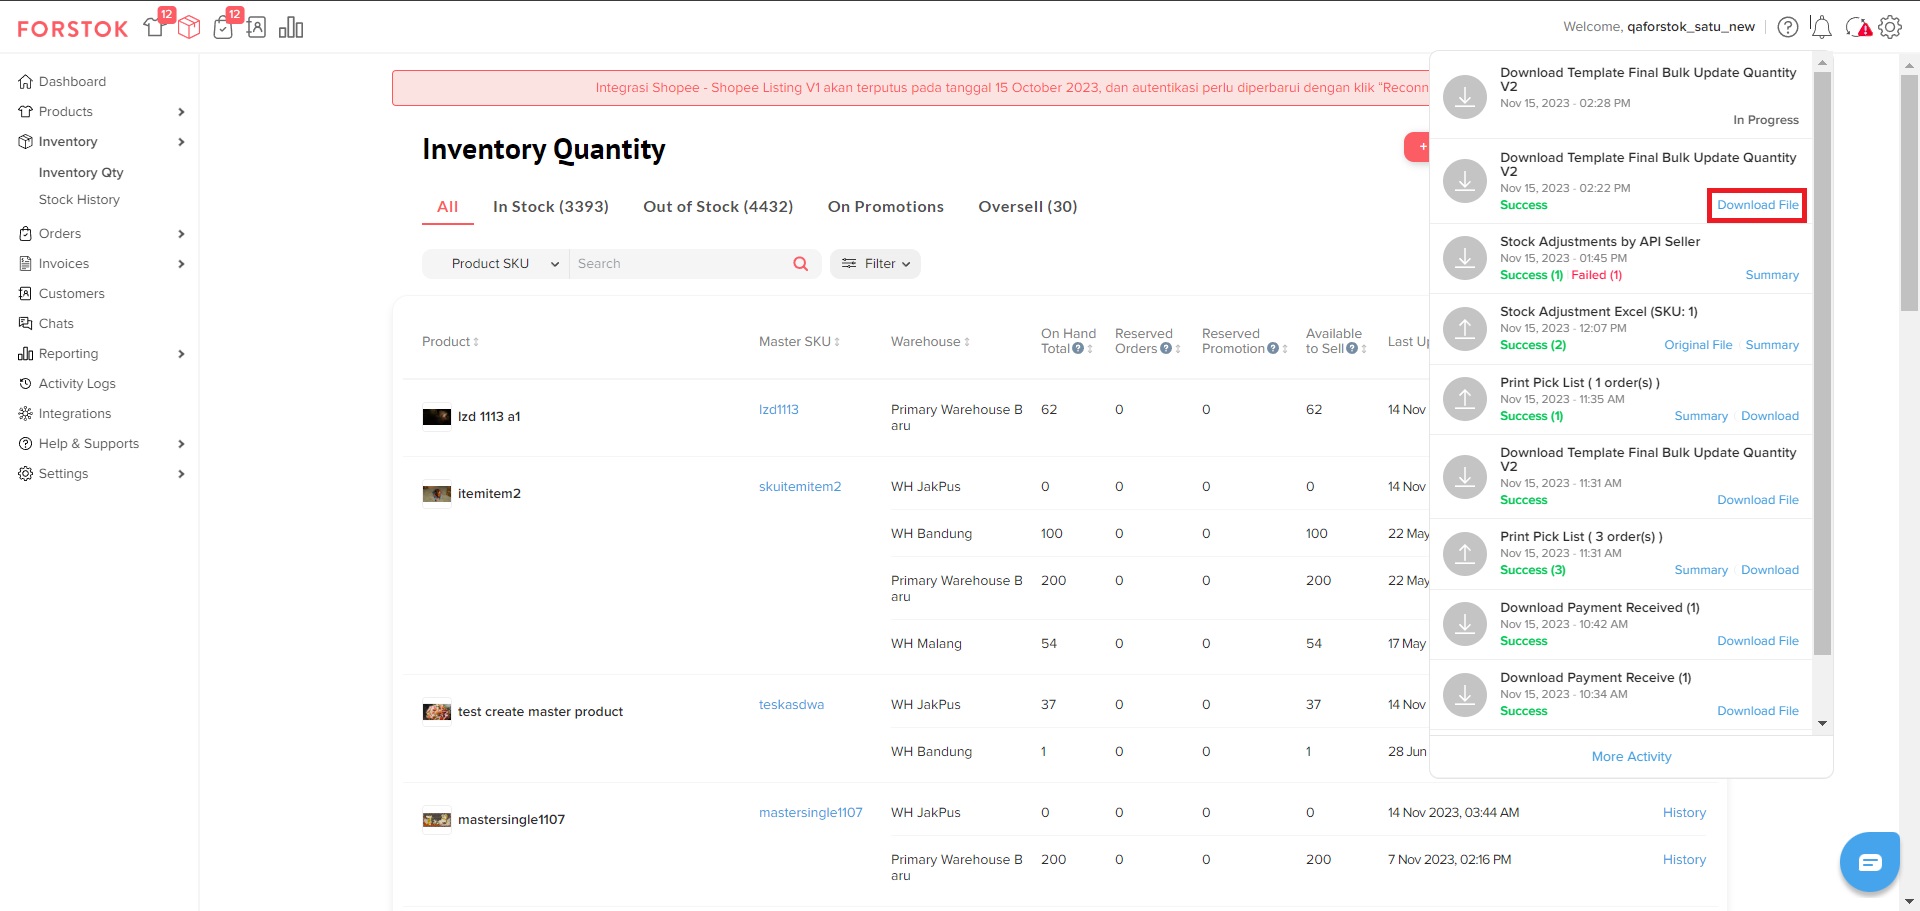 FORSTOK
12
12
Welcome, qaforstok_satu_new
Dashboard
Products
Inventory
Inventory Qty
Stock History
Orders
Invoices
Customers
Chats
Reporting
Activity Logs
Integrations
Help & Supports
Settings
Integrasi Shopee - Shopee Listing V1 akan terputus pada tanggal 15 October 2023, dan autentikasi perlu diperbarui dengan klik "Reconn
Inventory Quantity
+
All
In Stock (3393)
Out of Stock (4432)
On Promotions
Oversell (30)
Product SKU
Search
Filter
Product
Master SKU
Warehouse
On Hand
Total
Reserved
Orders
Reserved
Promotion
Available
to Sell
Last Up
lzd 1113 a1
lzd1113
Primary Warehouse B
aru
62
0
0
62
14 Nov
itemitem2
skuitemitem2
WH JakPus
0
0
0
0
14 Nov
WH Bandung
100
0
0
100
22 May
Primary Warehouse B
aru
200
0
0
200
22 May
WH Malang
54
0
0
54
17 May
test create master product
teskasdwa
WH JakPus
37
0
0
37
14 Nov
WH Bandung
1
0
0
1
28 Jun
mastersingle1107
mastersingle1107
WH JakPus
0
0
0
0
14 Nov 2023, 03:44 AM
History
Primary Warehouse B
aru
200
0
0
200
7 Nov 2023, 02:16 PM
History
Download Template Final Bulk Update Quantity
V2
Nov 15, 2023 - 02:28 PM
In Progress
Download Template Final Bulk Update Quantity
V2
Nov 15, 2023 - 02:22 PM
Success
Download File
Stock Adjustments by API Seller
Nov 15, 2023 - 01:45 PM
Success (1) Failed (1)
Summary
Stock Adjustment Excel (SKU: 1)
Nov 15, 2023 - 12:07 PM
Success (2)
Original File
Summary
Print Pick List ( 1 order(s) )
Nov 15, 2023 - 11:35 AM
Success (1)
Summary
Download
Download Template Final Bulk Update Quantity
V2
Nov 15, 2023 - 11:31 AM
Success
Download File
Print Pick List ( 3 order(s) )
Nov 15, 2023 - 11:31 AM
Success (3)
Summary
Download
Download Payment Received (1)
Nov 15, 2023 - 10:42 AM
Success
Download File
Download Payment Receive (1)
Nov 15, 2023 - 10:34 AM
Success
Download File
More Activity